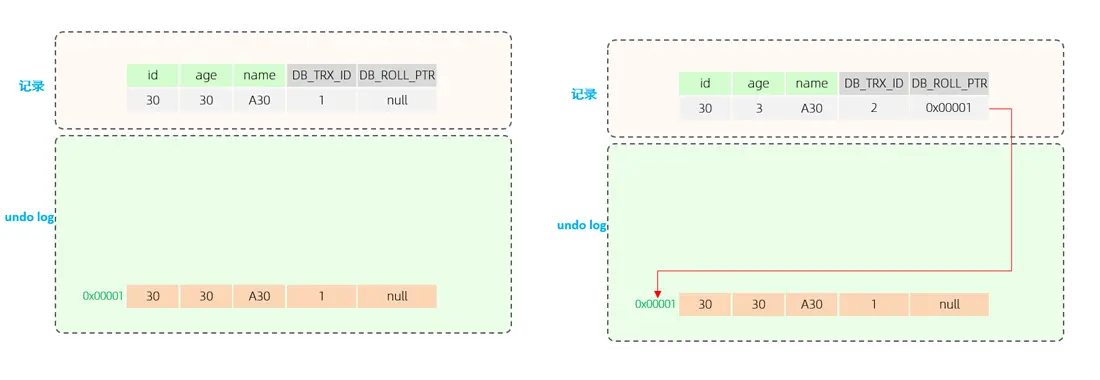 记录
id age name DB_TRX_ID DB_ROLL_PTR
30 30 A30 1 null
undo log
0x00001 30 30 A30 1 null
记录
id age name DB_TRX_ID DB_ROLL_PTR
30 3 A30 2 0x00001
undo log
0x00001 30 30 A30 1 null